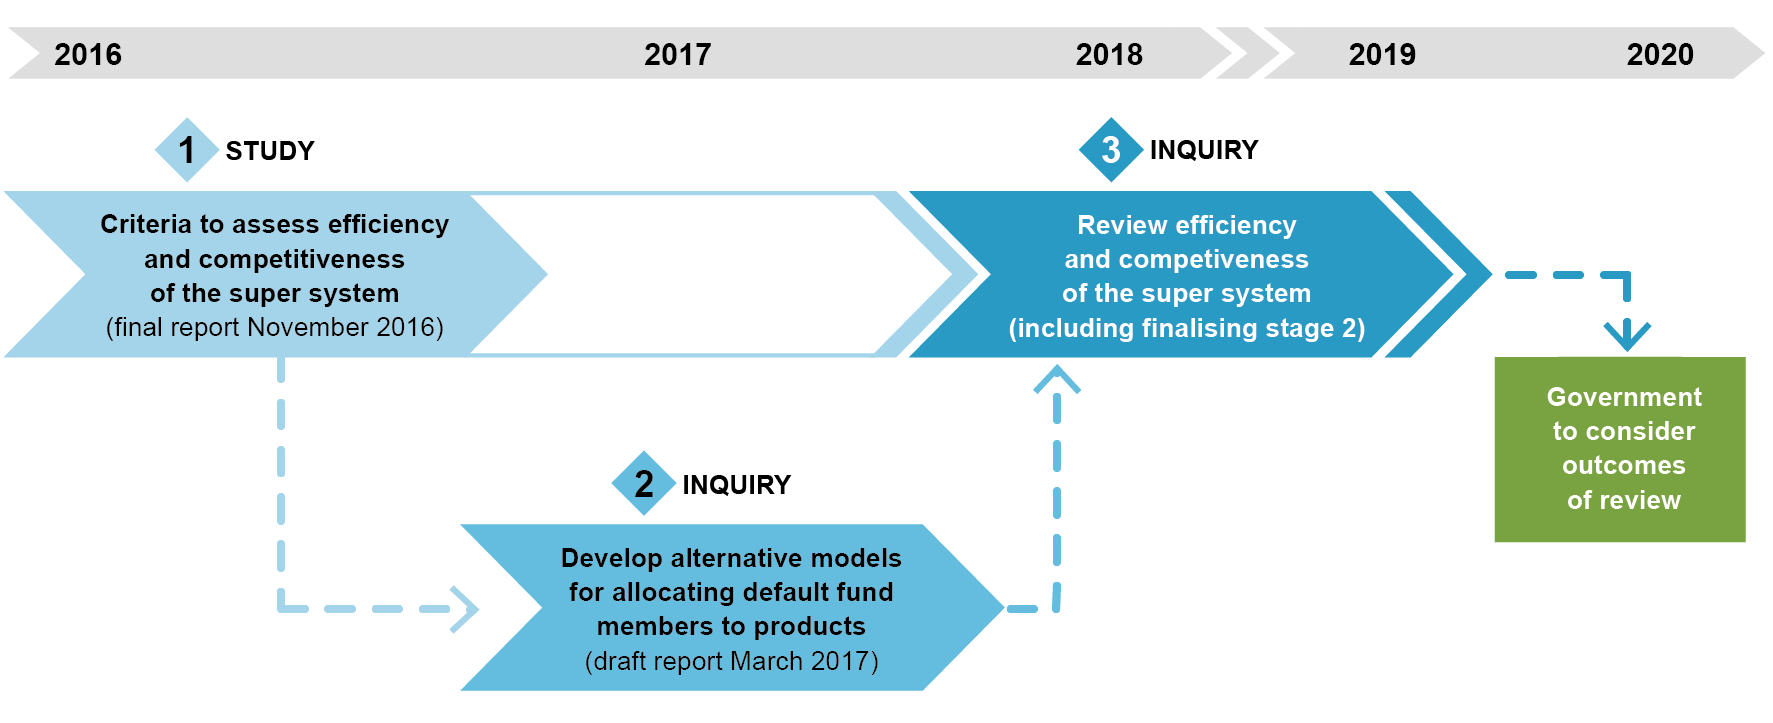 2016 2017 2018 2019 2020
1 STUDY
Criteria to assess efficiency
and competitiveness
of the super system
(final report November 2016)
2 INQUIRY
Develop alternative models
for allocating default fund
members to products
(draft report March 2017)
3 INQUIRY
Review efficiency
and competiveness
of the super system
(including finalising stage 2)
Government
to consider
outcomes
of review